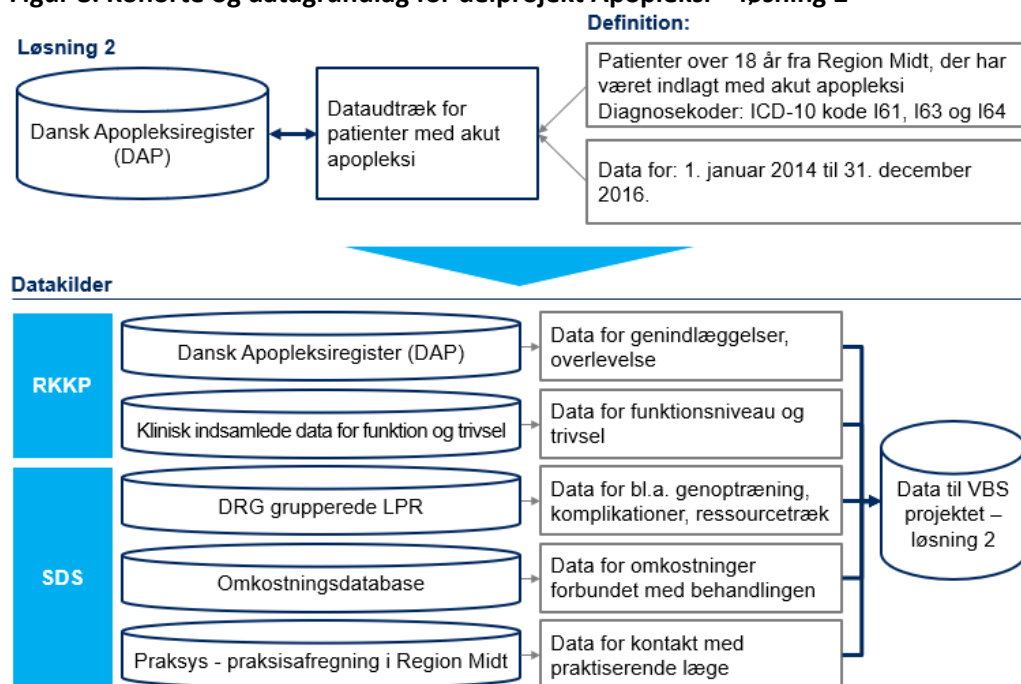 Løsning 2
Definition:
Dansk Apopleksiregister
(DAP)
Dataudtræk for
patienter med akut
apopleksi
Patienter over 18 år fra Region Midt, der har
været indlagt med akut apopleksi
Diagnosekoder: ICD-10 kode I61, I63 og I64
Data for: 1. januar 2014 til 31. december
2016.
Datakilder
RKKP
Dansk Apopleksiregister (DAP)
Data for genindlæggelser,
overlevelse
Klinisk indsamlede data for funktion og trivsel
Data for funktionsniveau og
trivsel
SDS
DRG grupperede LPR
Data for bl.a. genoptræning,
komplikationer, ressourcetræk
Omkostningsdatabase
Data for omkostninger
forbundet med behandlingen
Praksys - praksisafregning i Region Midt
Data for kontakt med
praktiserende læge
Data til VBS
projektet –
løsning 2